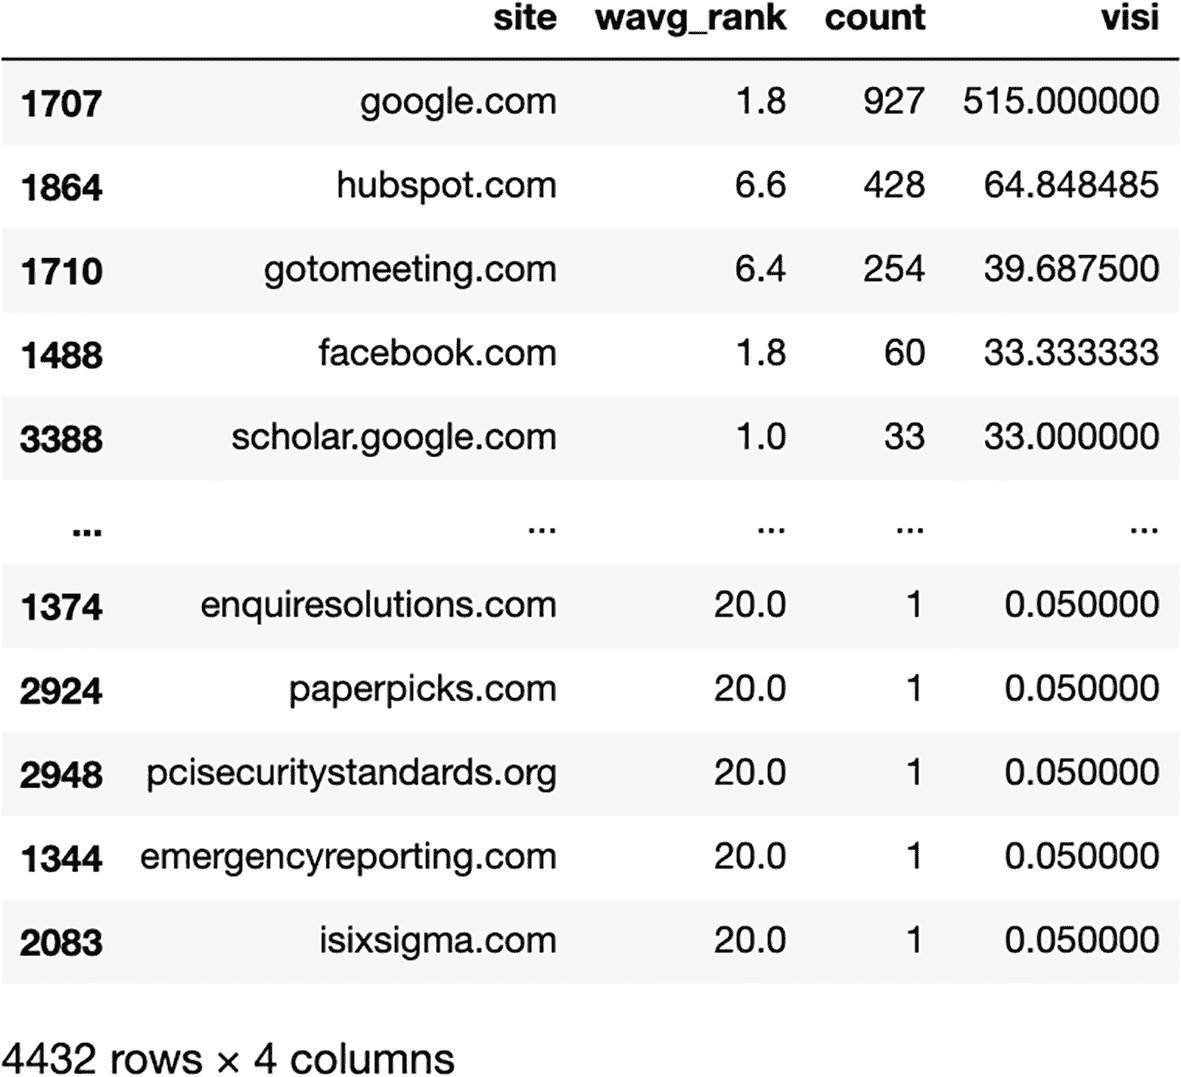 site wavg_rank count visi
1707 google.com 1.8 927 515.000000
1864 hubspot.com 6.6 428 64.848485
1710 gotomeeting.com 6.4 254 39.687500
1488 facebook.com 1.8 60 33.333333
3388 scholar.google.com 1.0 33 33.000000
... ... ... ... ...
1374 enquiresolutions.com 20.0 1 0.050000
2924 paperpicks.com 20.0 1 0.050000
2948 pcisecuritystandards.org 20.0 1 0.050000
1344 emergencyreporting.com 20.0 1 0.050000
2083 isixsigma.com 20.0 1 0.050000
4432 rows × 4 columns